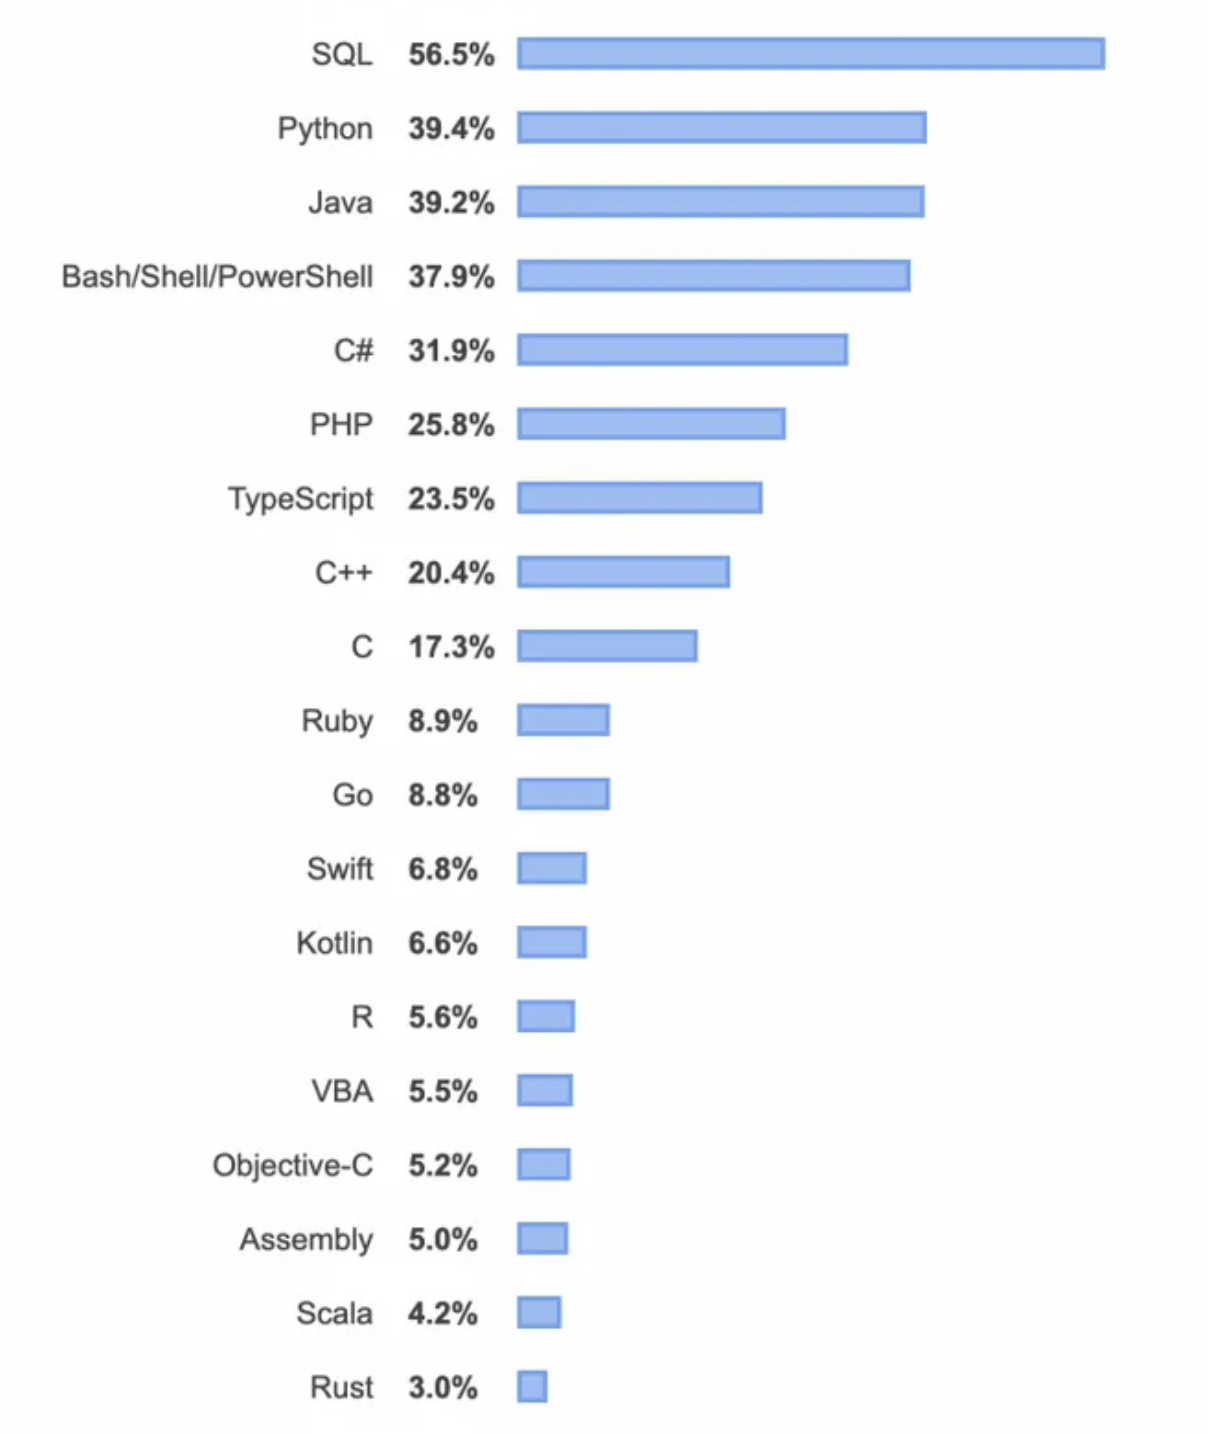 SQL 56.5%
Python 39.4%
Java 39.2%
Bash/Shell/PowerShell 37.9%
C# 31.9%
PHP 25.8%
TypeScript 23.5%
C++ 20.4%
C 17.3%
Ruby 8.9%
Go 8.8%
Swift 6.8%
Kotlin 6.6%
R 5.6%
VBA 5.5%
Objective-C 5.2%
Assembly 5.0%
Scala 4.2%
Rust 3.0%